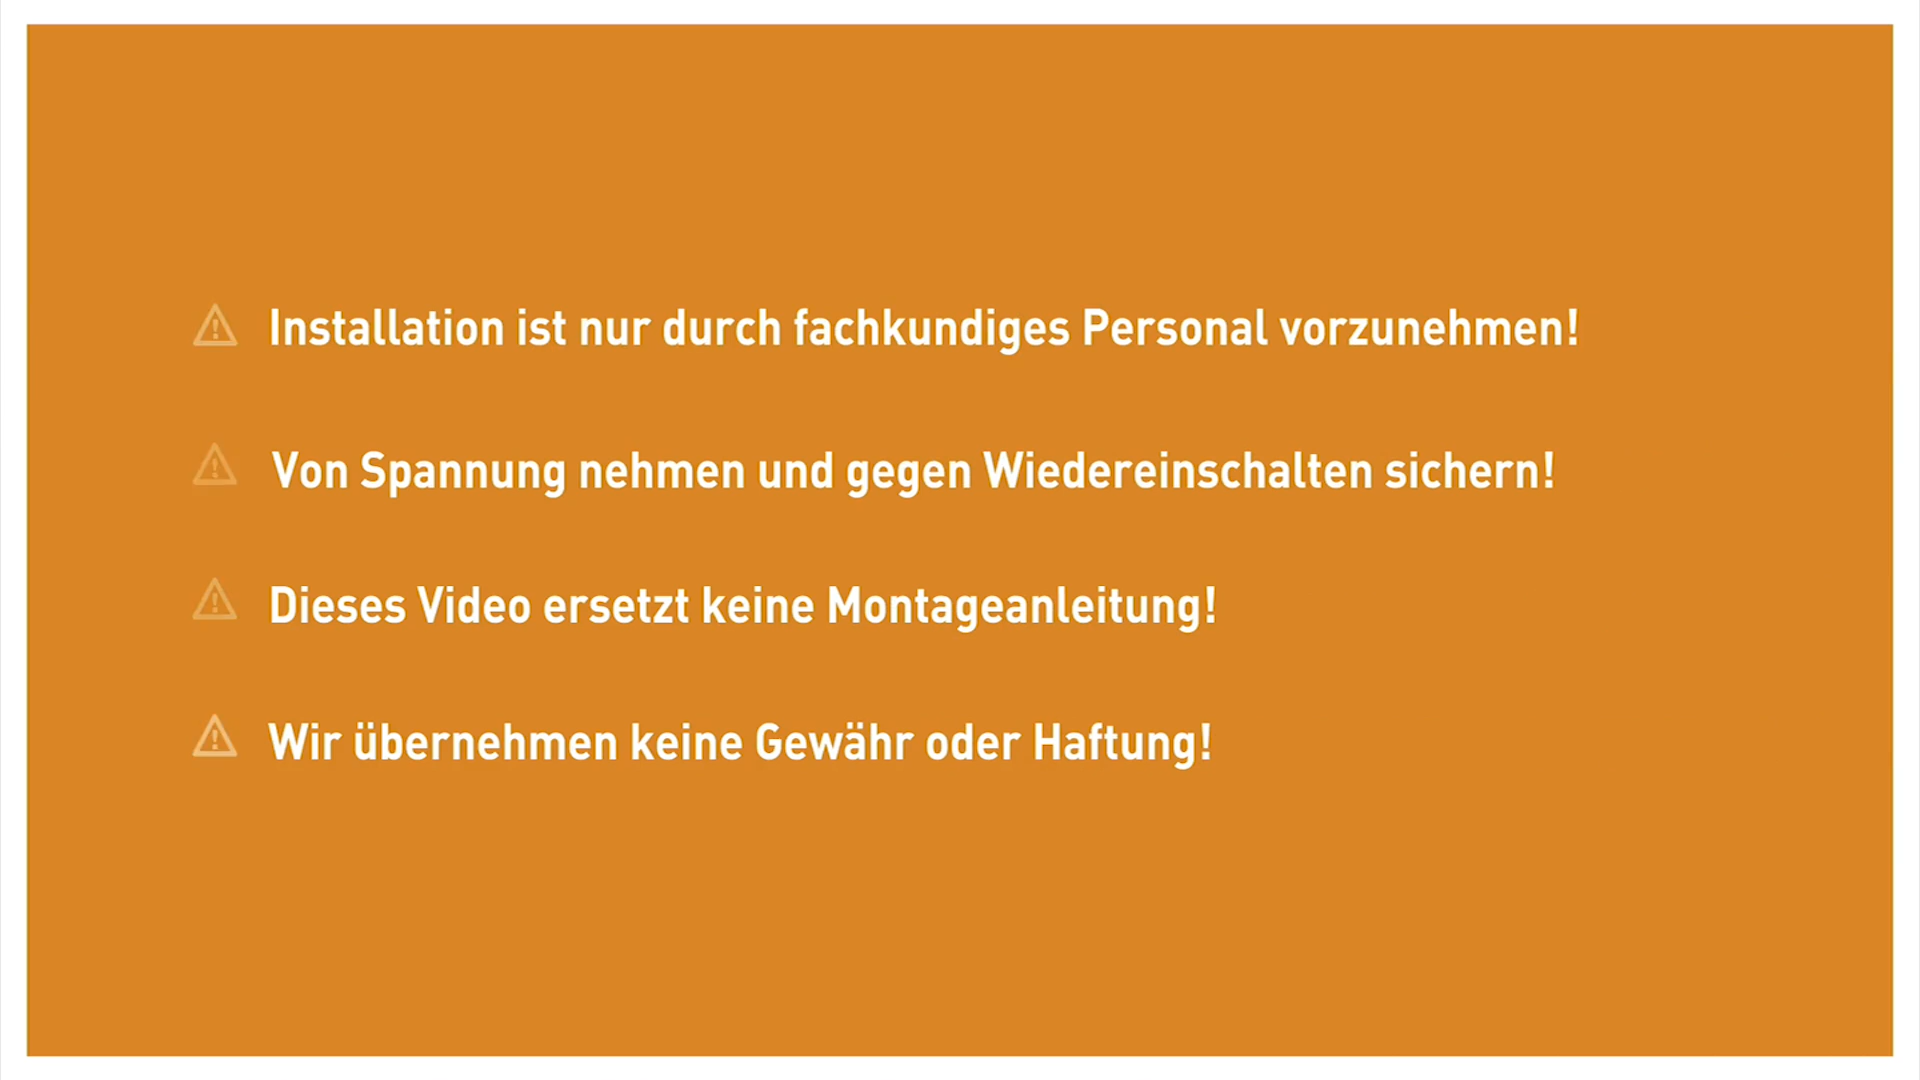 Installation ist nur durch fachkundiges Personal vorzunehmen!
Von Spannung nehmen und gegen Wiedereinschalten sichern!
Dieses Video ersetzt keine Montageanleitung!
Wir übernehmen keine Gewähr oder Haftung!